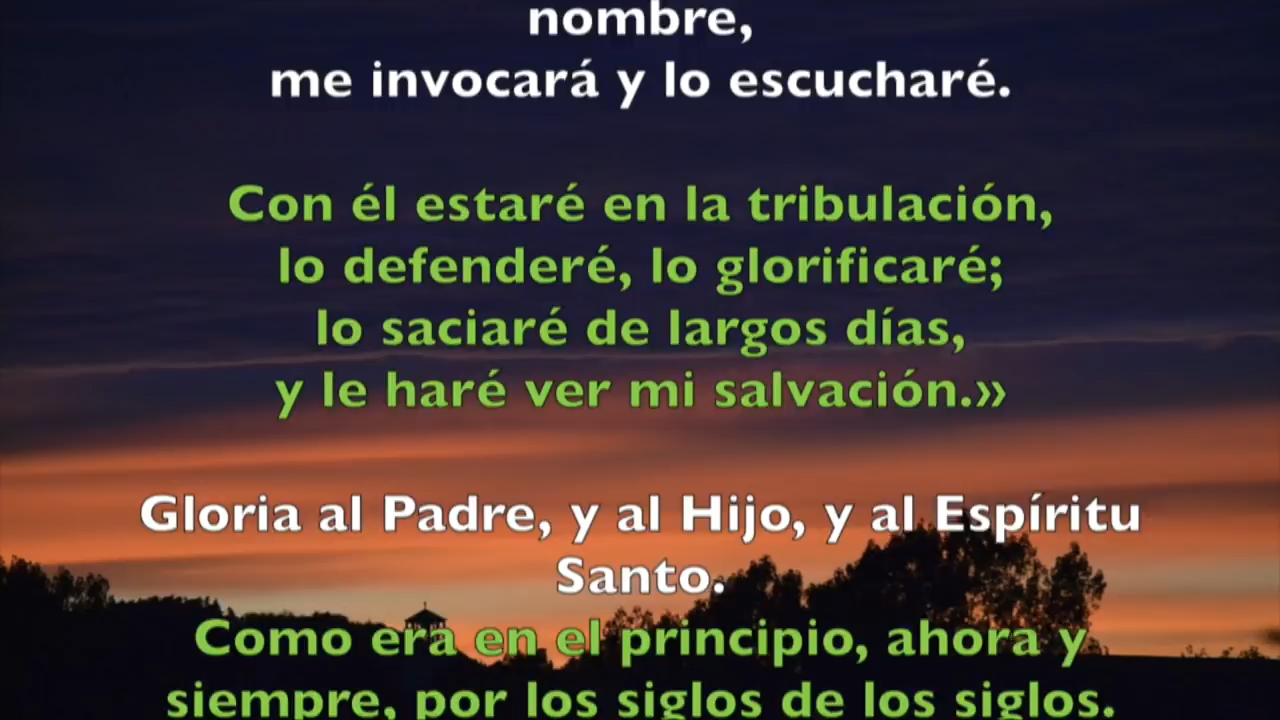 nombre,
me invocará y lo escucharé.
Con él estaré en la tribulación,
lo defenderé, lo glorificaré;
lo saciaré de largos días,
y le haré ver mi salvación.»
Gloria al Padre, y al Hijo, y al Espíritu
Santo.
Como era en el principio, ahora y
siempre, por los siglos de los siglos.